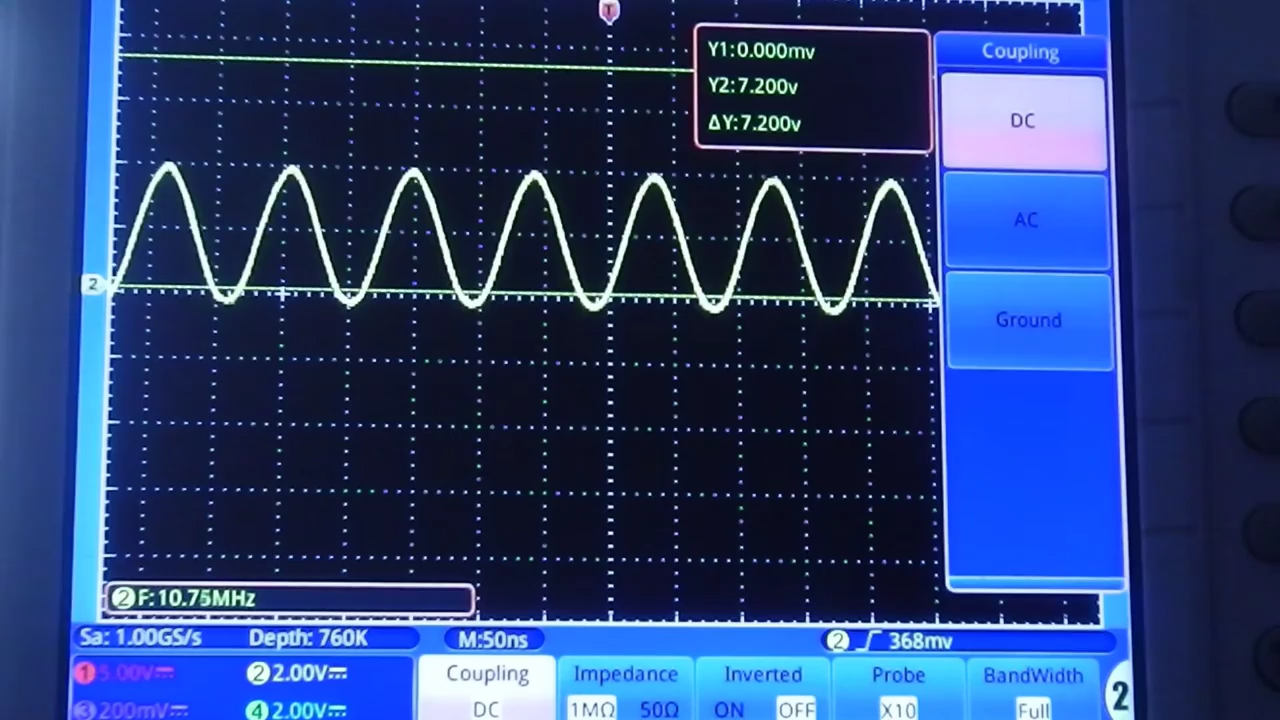 T
Y1:0.000mv
Y2:7.200v
ΔY:7.200v
Coupling
DC
AC
Ground
2
2 F:10.75MHz
Sa: 1.00GS/s Depth: 760K M:50ns 2 368mv
1 5.00V 2 2.00V
3 200mV 4 2.00V
Coupling Impedance Inverted Probe BandWidth
DC 1MΩ 50Ω ON OFF X10 Full
2